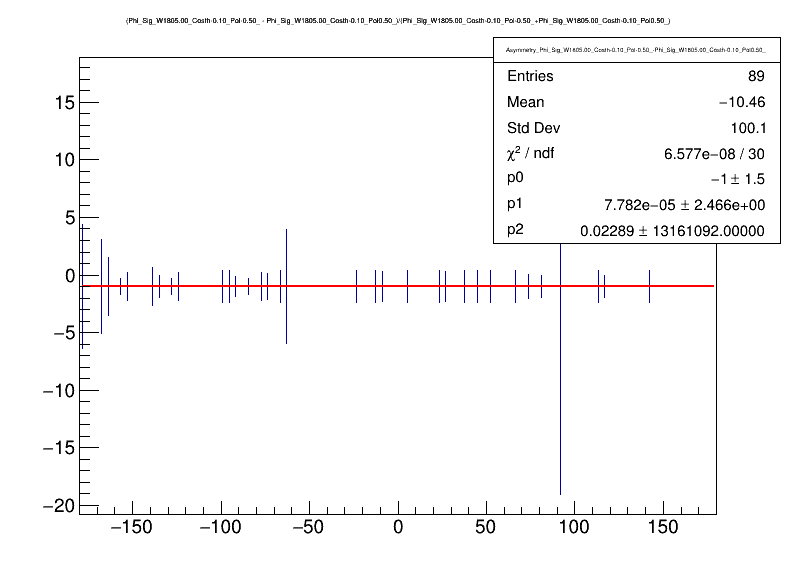 (Phi_Sig_W1805.00_Costh-0.10_Pol-0.50_ - Phi_Sig_W1805.00_Costh-0.10_Pol0.50_)/(Phi_Sig_W1805.00_Costh-0.10_Pol-0.50_+Phi_Sig_W1805.00_Costh-0.10_Pol0.50_)
Asymmetry_Phi_Sig_W1805.00_Costh-0.10_Pol-0.50_-Phi_Sig_W1805.00_Costh-0.10_Pol0.50_
Entries 89
Mean −10.46
Std Dev 100.1
χ² / ndf 6.577e−08 / 30
p0 −1 ± 1.5
p1 7.782e−05 ± 2.466e+00
p2 0.02289 ± 13161092.00000
15
10
5
0
−5
−10
−15
−20
−150 −100 −50 0 50 100 150